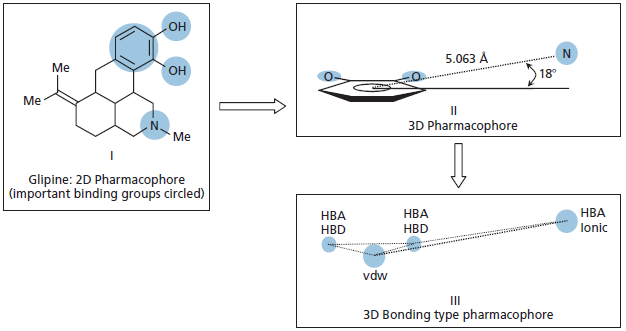 OH
OH
Me
Me
N
Me
I
Glipine: 2D Pharmacophore
(important binding groups circled)
5.063 Å
N
18°
O
O
II
3D Pharmacophore
HBA
HBD
HBA
HBD
HBA
Ionic
vdw
III
3D Bonding type pharmacophore